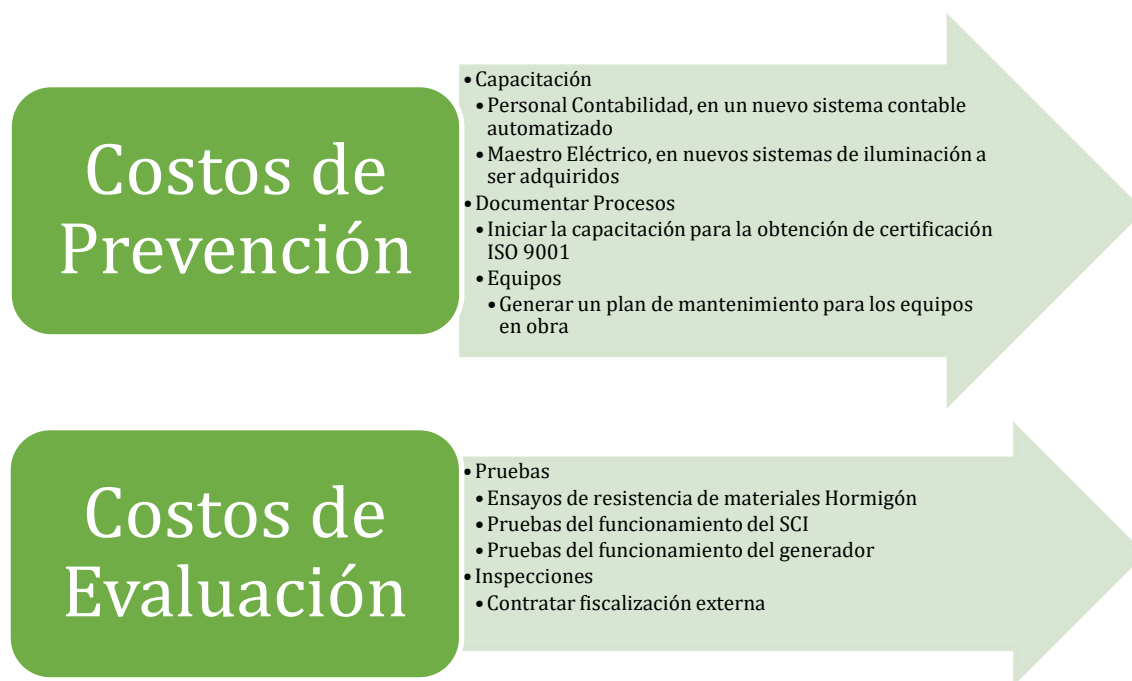 Costos de
Prevención
•Capacitación
•Personal Contabilidad, en un nuevo sistema contable
automatizado
•Maestro Eléctrico, en nuevos sistemas de iluminación a
ser adquiridos
•Documentar Procesos
•Iniciar la capacitación para la obtención de certificación
ISO 9001
•Equipos
•Generar un plan de mantenimiento para los equipos
en obra
Costos de
Evaluación
•Pruebas
•Ensayos de resistencia de materiales Hormigón
•Pruebas del funcionamiento del SCI
•Pruebas del funcionamiento del generador
•Inspecciones
•Contratar fiscalización externa